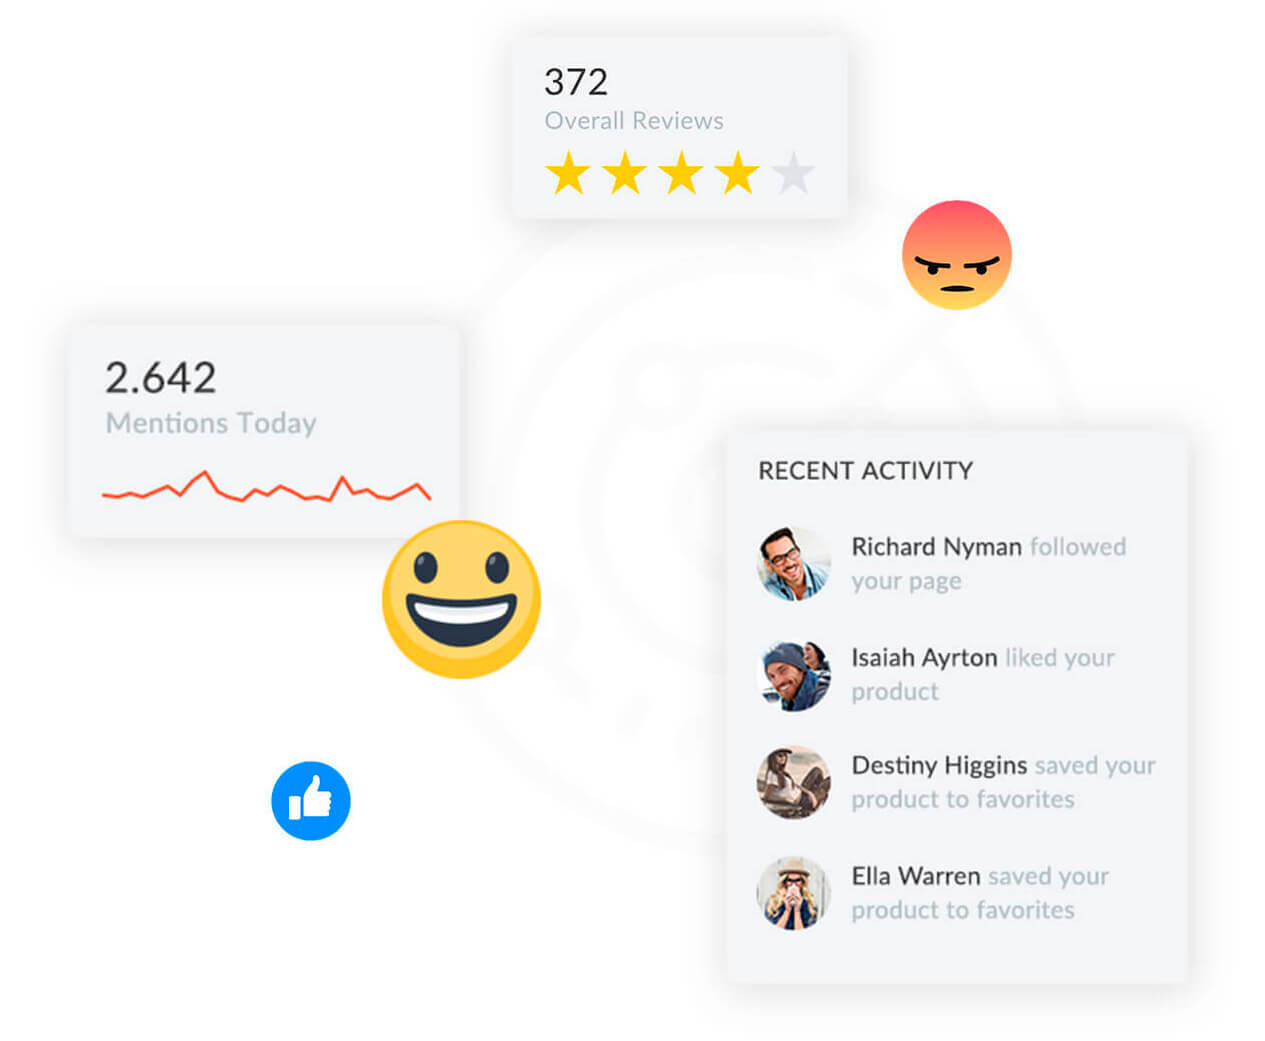 372
Overall Reviews
2.642
Mentions Today
RECENT ACTIVITY
Richard Nyman followed
your page
Isaiah Ayrton liked your
product
Destiny Higgins saved your
product to favorites
Ella Warren saved your
product to favorites